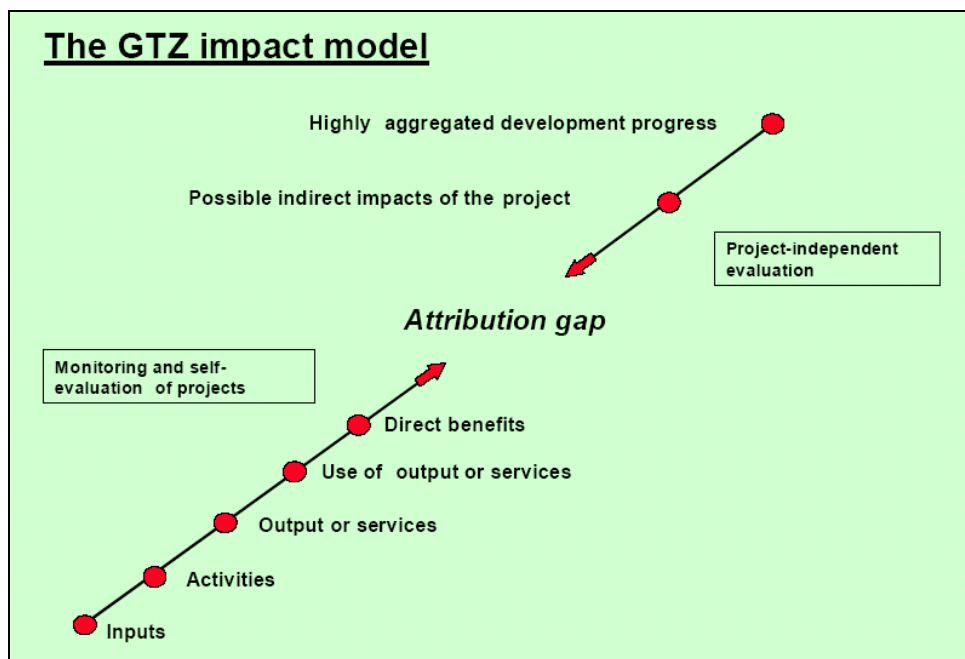 The GTZ impact model
Highly aggregated development progress
Possible indirect impacts of the project
Project-independent
evaluation
Attribution gap
Monitoring and self-
evaluation of projects
Direct benefits
Use of output or services
Output or services
Activities
Inputs